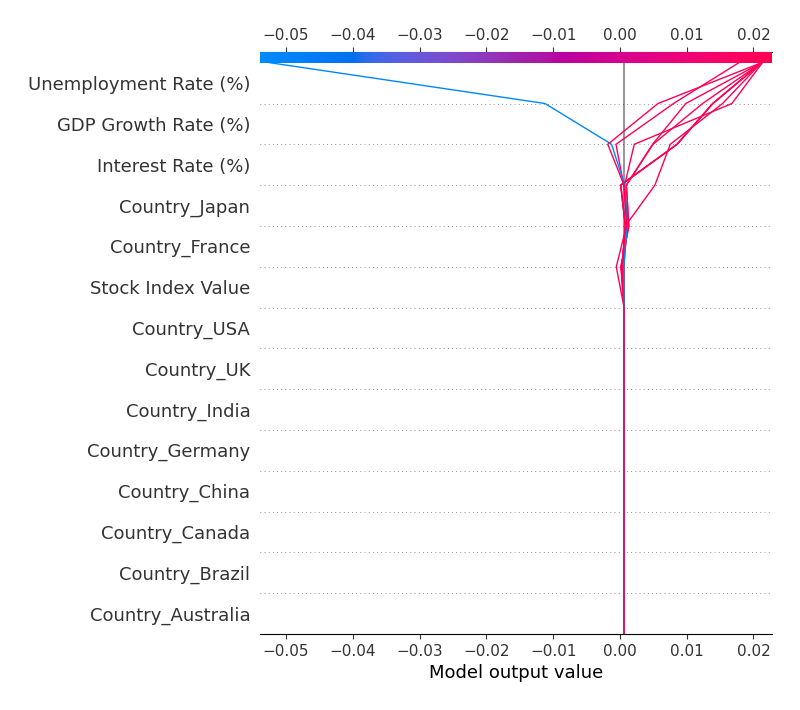 −0.05 −0.04 −0.03 −0.02 −0.01 0.00 0.01 0.02
Unemployment Rate (%)
GDP Growth Rate (%)
Interest Rate (%)
Country_Japan
Country_France
Stock Index Value
Country_USA
Country_UK
Country_India
Country_Germany
Country_China
Country_Canada
Country_Brazil
Country_Australia
−0.05 −0.04 −0.03 −0.02 −0.01 0.00 0.01 0.02
Model output value